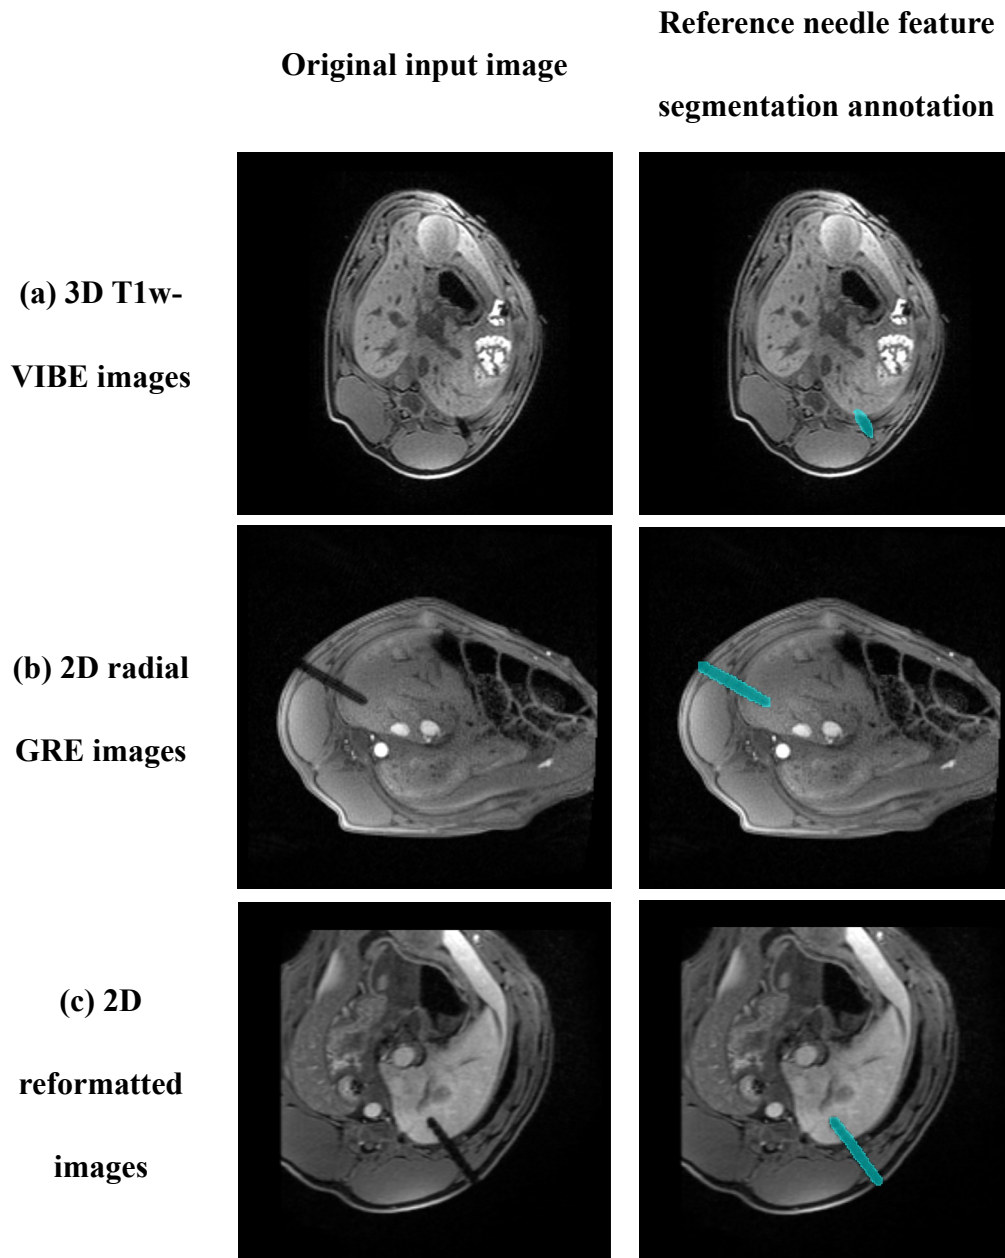 Original input image
Reference needle feature
segmentation annotation
(a) 3D T1w-
VIBE images
(b) 2D radial
GRE images
(c) 2D
reformatted
images